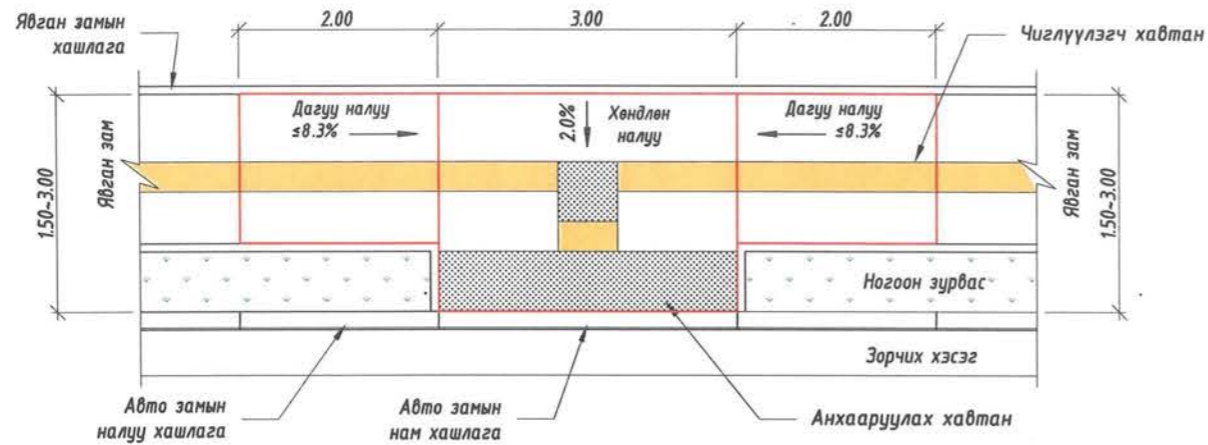 2.00
3.00
2.00
Явган замын
хашлага
Чиглүүлэгч хавтан
Дагуу налуу
≤8.3%
2.0%
Хөндлөн
налуу
Дагуу налуу
≤8.3%
1.50-3.00
Явган зам
Явган зам
1.50-3.00
Ногоон зурвас
Зорчих хэсэг
Авто замын
налуу хашлага
Авто замын
нам хашлага
Анхааруулах хавтан